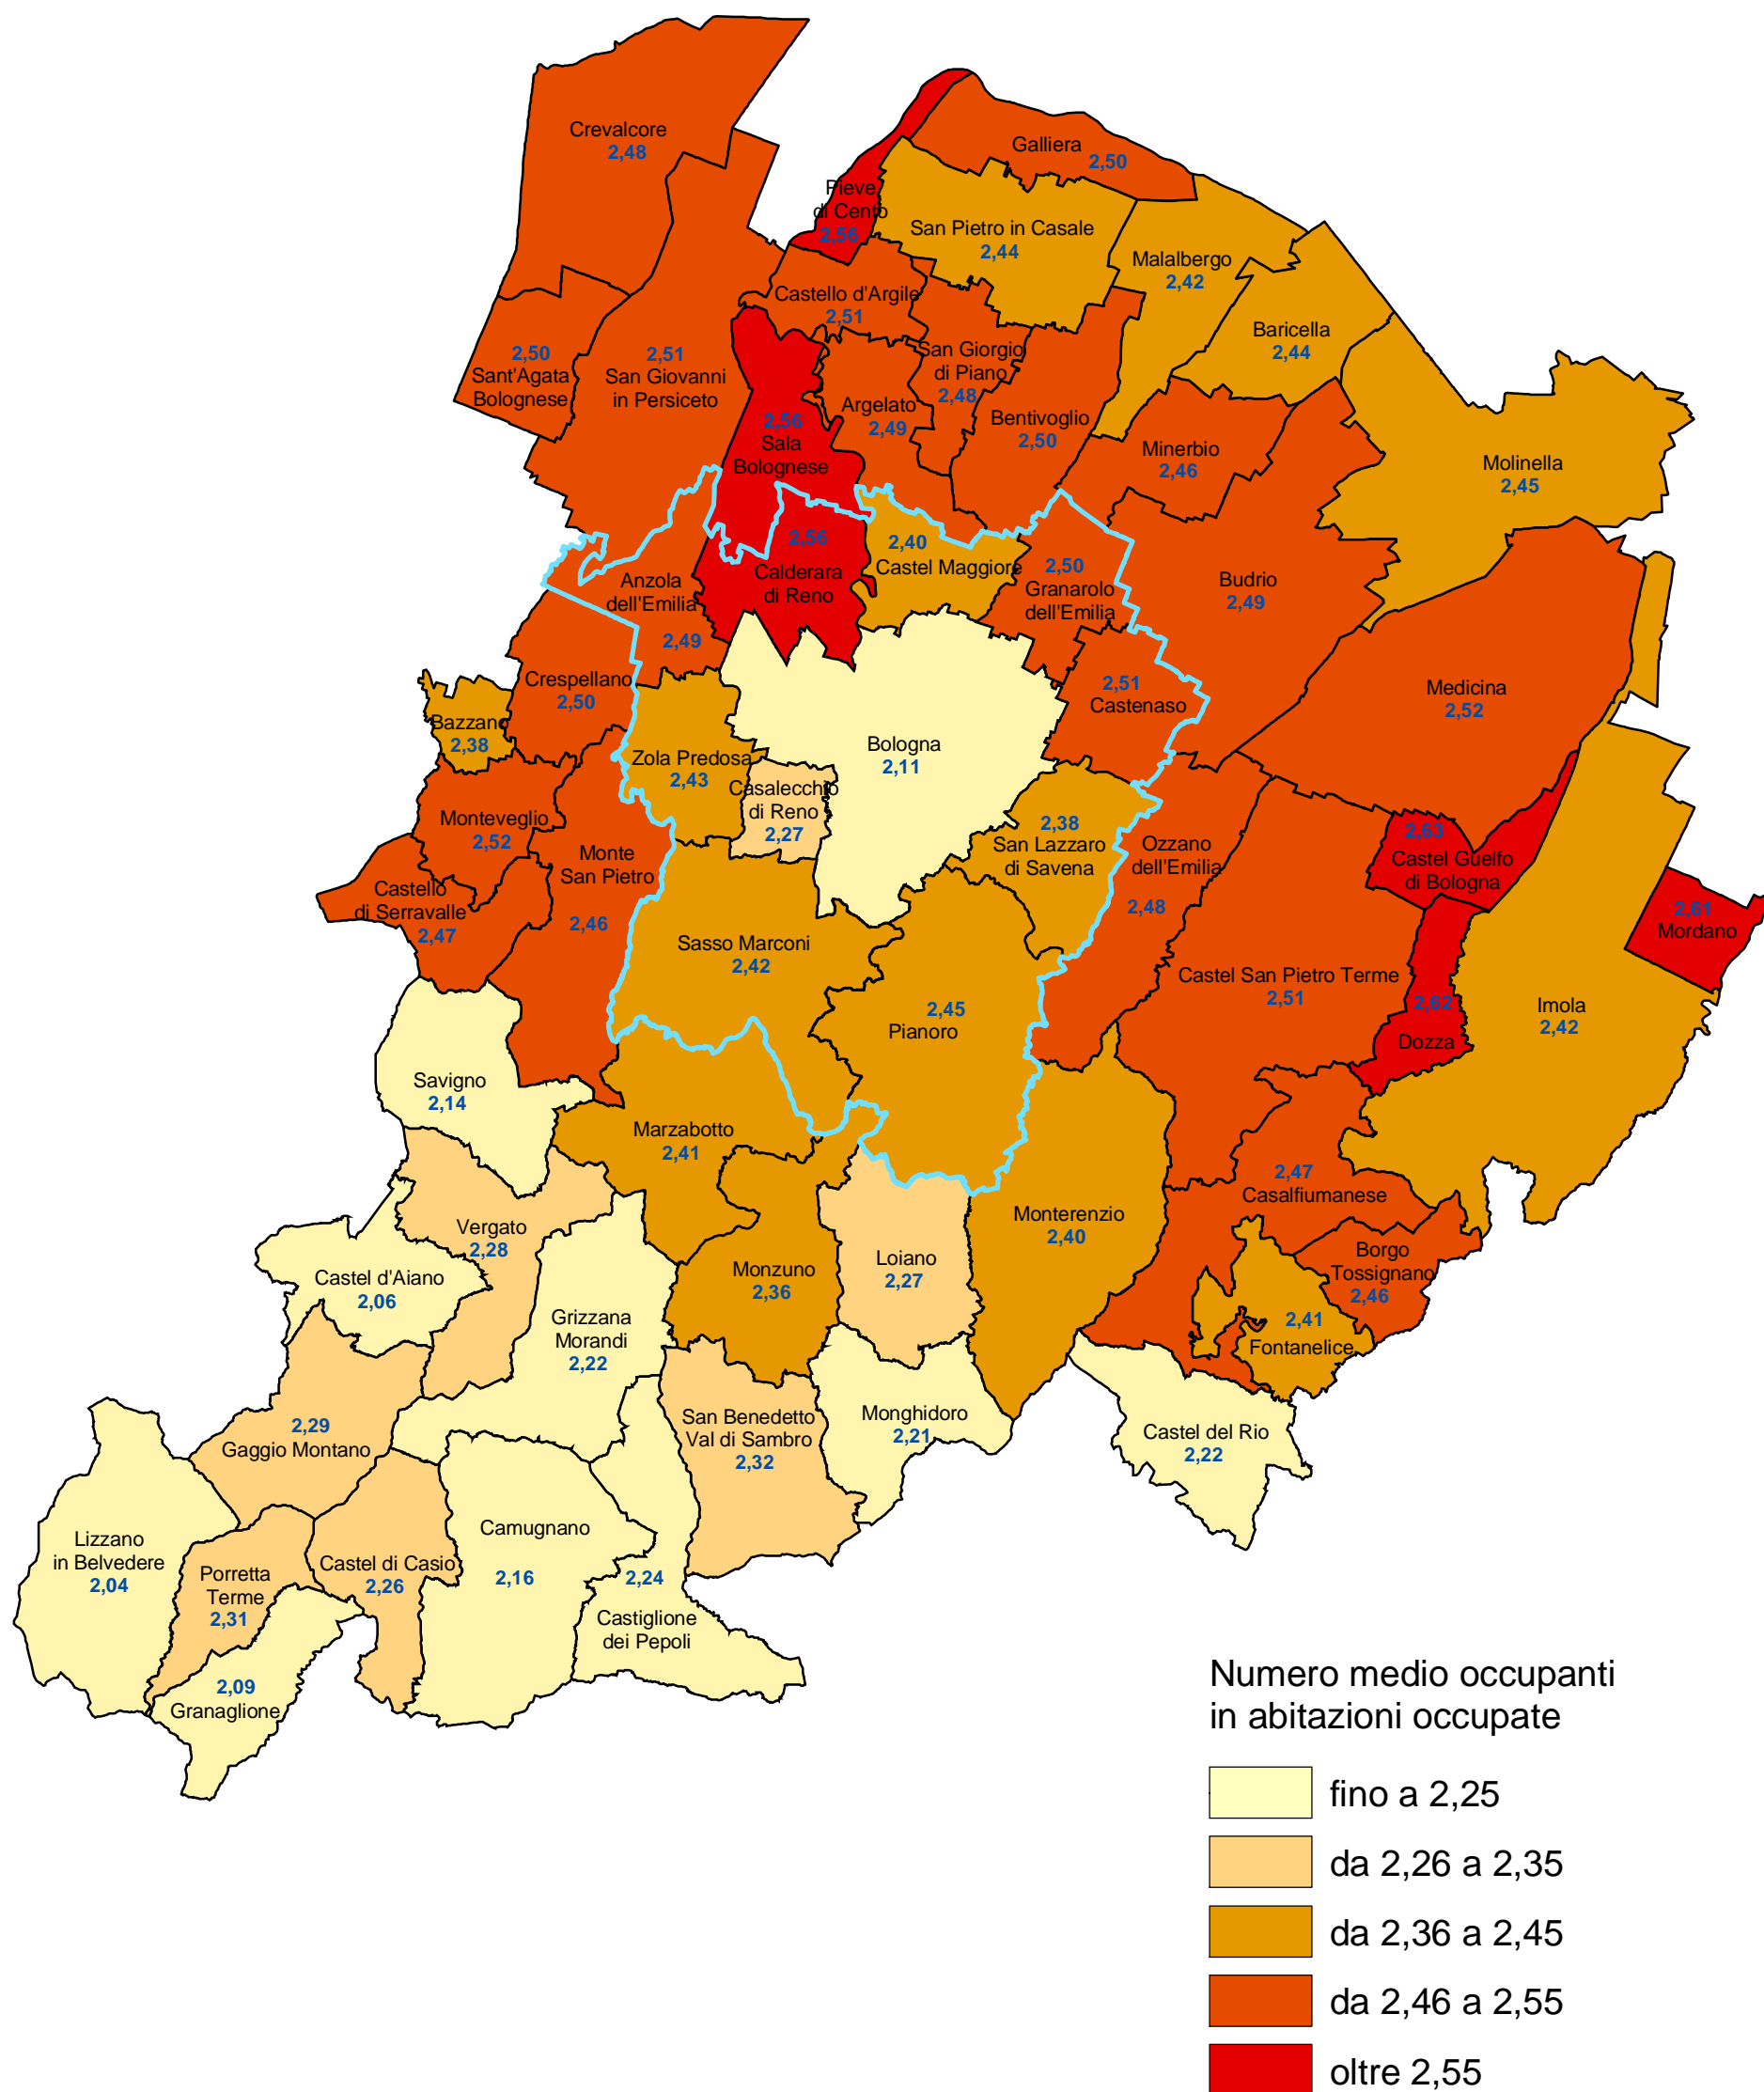 Crevalcore
2,48
Galliera
2,50
Pieve
di Cento
2,56
San Pietro in Casale
2,44
Malalbergo
2,42
Castello d'Argile
2,51
Baricella
2,44
2,50
Sant'Agata
Bolognese
2,51
San Giovanni
in Persiceto
San Giorgio
di Piano
2,48
Argelato
2,49
Bentivoglio
2,50
2,56
Sala
Bolognese
Minerbio
2,46
Molinella
2,45
2,56
Calderara
di Reno
2,40
Castel Maggiore
2,50
Granarolo
dell'Emilia
Budrio
2,49
Anzola
dell'Emilia
2,49
Crespellano
2,50
2,51
Castenaso
Medicina
2,52
Bazzano
2,38
Bologna
2,11
Zola Predosa
2,43
Casalecchio
di Reno
2,27
Monteveglio
2,52
2,38
San Lazzaro
di Savena
Ozzano
dell'Emilia
2,48
2,63
Castel Guelfo
di Bologna
Monte
San Pietro
2,46
Castello
di Serravalle
2,47
2,61
Mordano
Sasso Marconi
2,42
Castel San Pietro Terme
2,51
2,62
Dozza
Imola
2,42
2,45
Pianoro
Savigno
2,14
Marzabotto
2,41
2,47
Casalfiumanese
Vergato
2,28
Monterenzio
2,40
Loiano
2,27
Borgo
Tossignano
2,46
Castel d'Aiano
2,06
Monzuno
2,36
Grizzana
Morandi
2,22
2,41
Fontanelice
2,29
Gaggio Montano
San Benedetto
Val di Sambro
2,32
Monghidoro
2,21
Castel del Rio
2,22
Lizzano
in Belvedere
2,04
Camugnano
2,16
Castel di Casio
2,26
Porretta
Terme
2,31
2,24
Castiglione
dei Pepoli
2,09
Granaglione
Numero medio occupanti
in abitazioni occupate
fino a 2,25
da 2,26 a 2,35
da 2,36 a 2,45
da 2,46 a 2,55
oltre 2,55